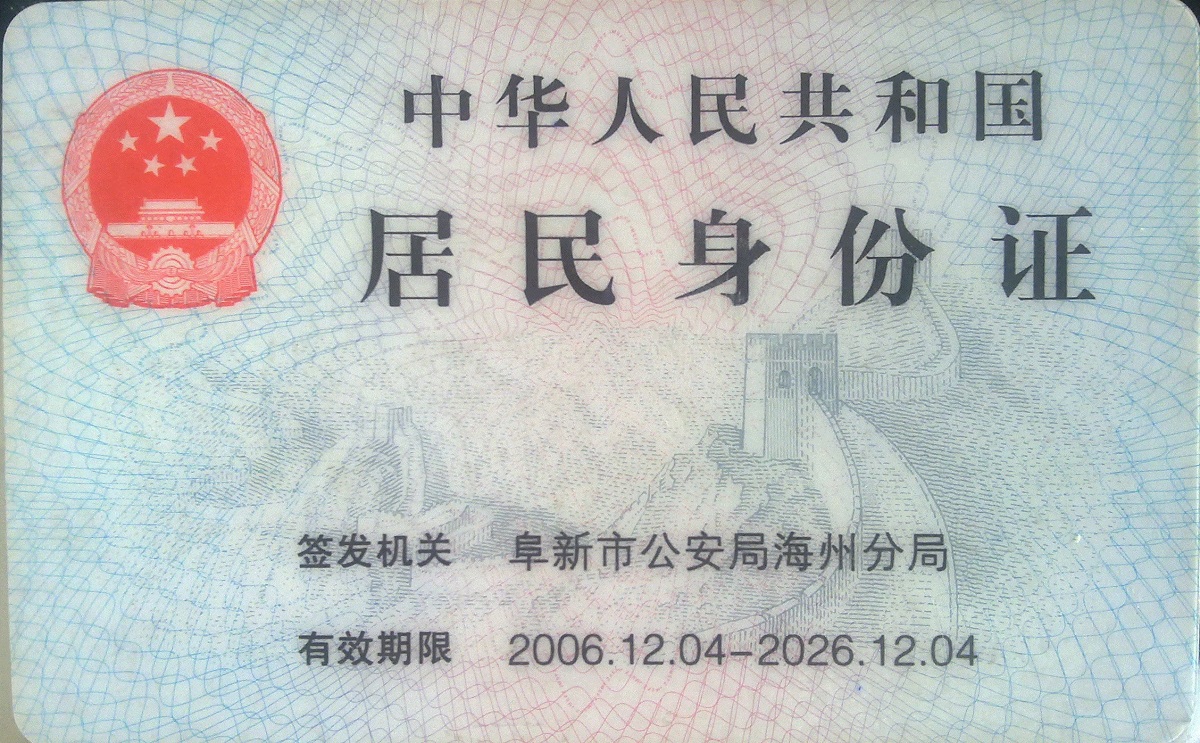 中华人民共和国
居民身份证
签发机关 阜新市公安局海州分局
有效期限 2006.12.04-2026.12.04